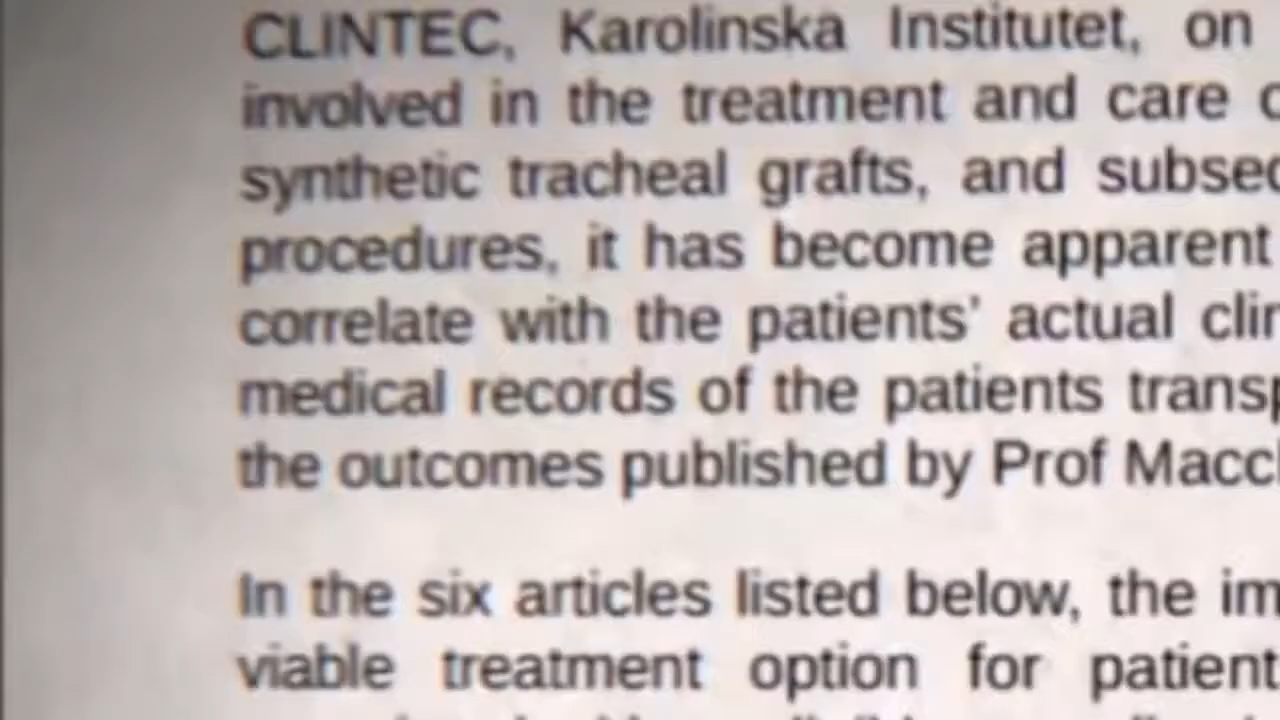 CLINTEC, Karolinska Institutet, on
involved in the treatment and care
synthetic tracheal grafts, and
procedures, it has become apparent
correlate with the patients' actual
medical records of the patients
the outcomes published by Prof
In the six articles listed below, the
viable treatment option for